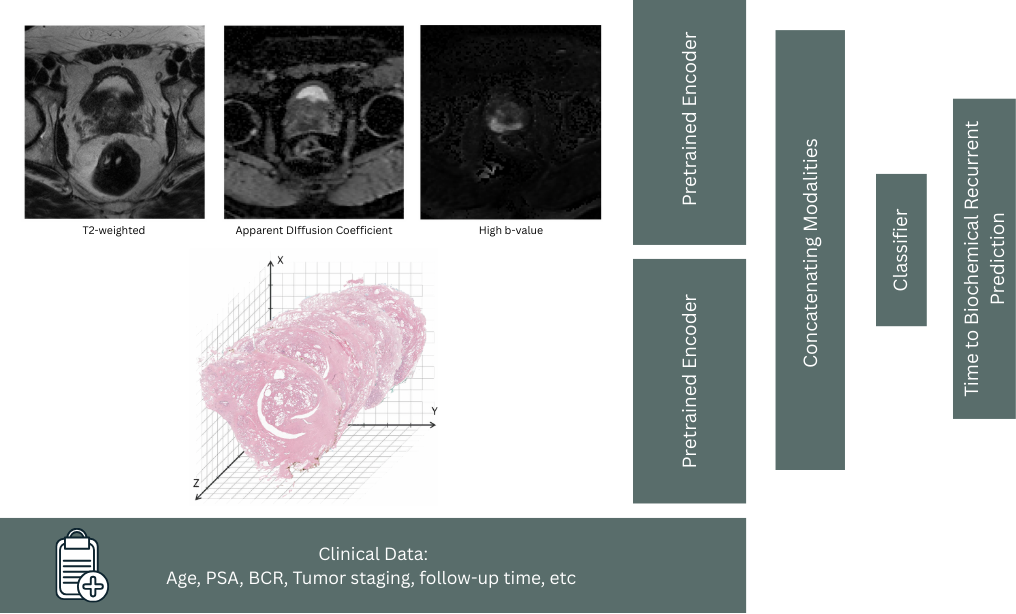 T2-weighted
Apparent DIffusion Coefficient
High b-value
X
Y
Z
Pretrained Encoder
Pretrained Encoder
Concatenating Modalities
Classifier
Time to Biochemical Recurrent
Prediction
Clinical Data:
Age, PSA, BCR, Tumor staging, follow-up time, etc